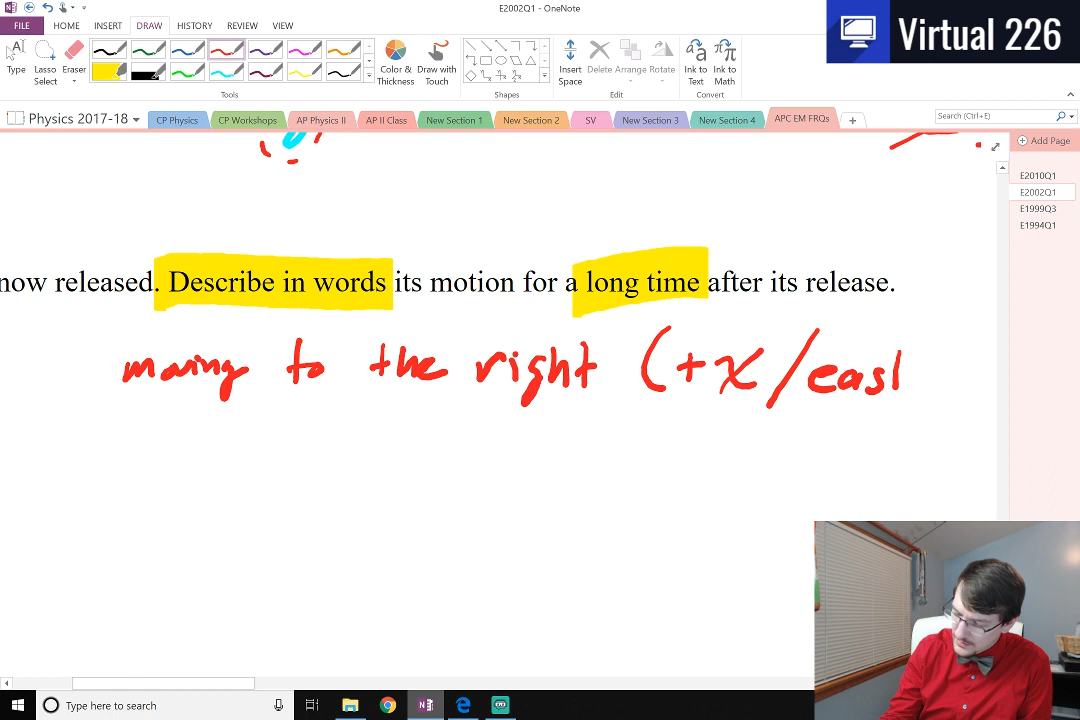 E2002Q1 - OneNote
Virtual 226
FILE HOME INSERT DRAW HISTORY REVIEW VIEW
Type Lasso Select Eraser Color & Thickness Draw with Touch Insert Space Delete Arrange Rotate Ink to Text Ink to Math
Tools Shapes Edit Convert
Physics 2017-18 CP Physics CP Workshops AP Physics II AP II Class New Section 1 New Section 2 SV New Section 3 New Section 4 APC EM FRQs Search (Ctrl+E)
Add Page
E2010Q1
E2002Q1
E1999Q3
E1994Q1
now released. Describe in words its motion for a long time after its release.
moving to the right (+x/east
Type here to search